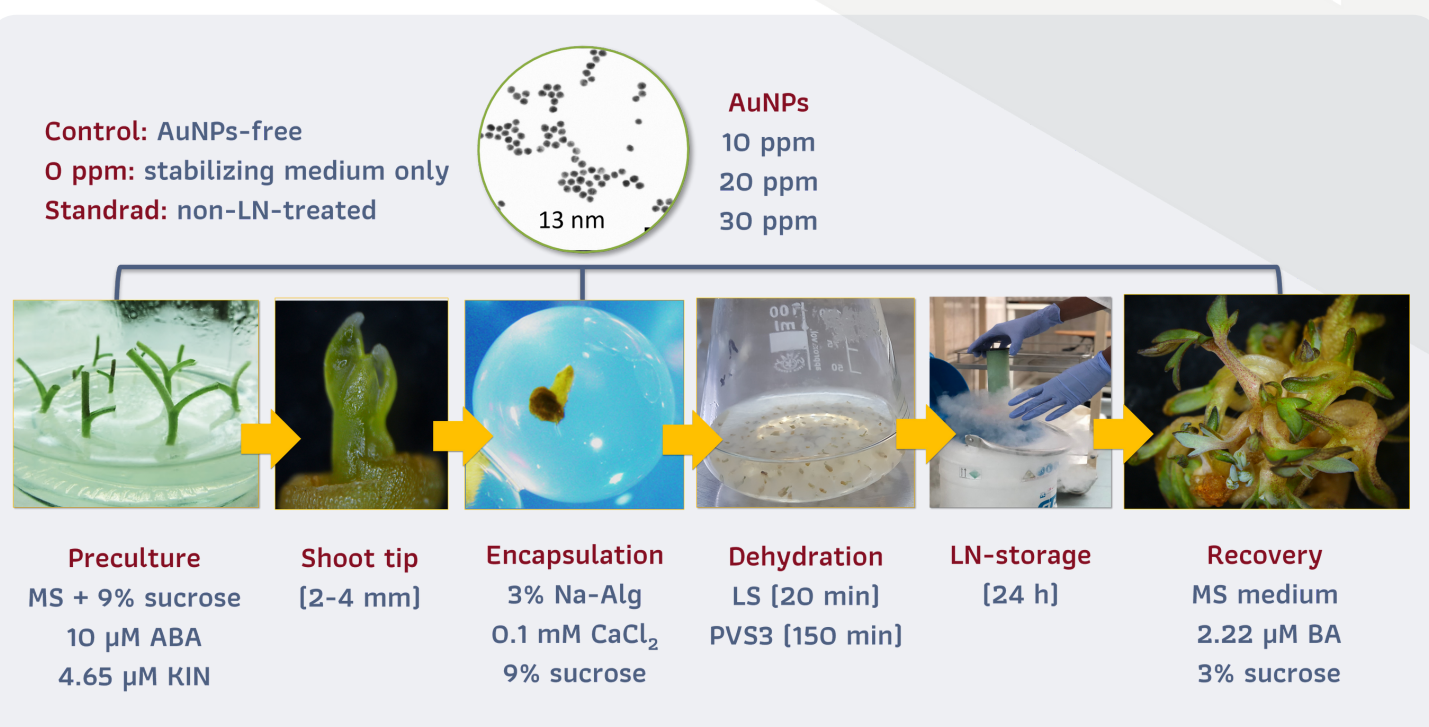 Control: AuNPs-free
0 ppm: stabilizing medium only
Standrad: non-LN-treated
13 nm
AuNPs
10 ppm
20 ppm
30 ppm
Preculture
MS + 9% sucrose
10 µM ABA
4.65 µM KIN
Shoot tip
(2-4 mm)
Encapsulation
3% Na-Alg
0.1 mM CaCl₂
9% sucrose
Dehydration
LS (20 min)
PVS3 (150 min)
LN-storage
(24 h)
Recovery
MS medium
2.22 µM BA
3% sucrose